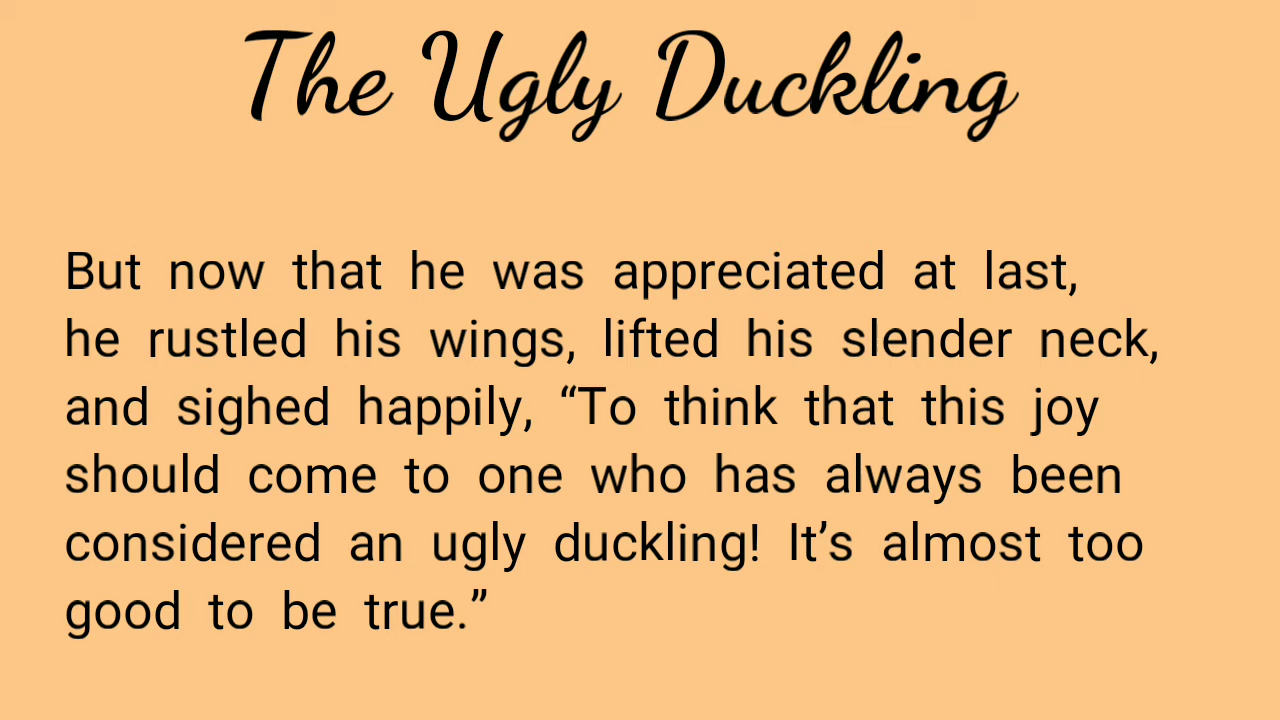 The Ugly Duckling
But now that he was appreciated at last,
he rustled his wings, lifted his slender neck,
and sighed happily, “To think that this joy
should come to one who has always been
considered an ugly duckling! It’s almost too
good to be true.”